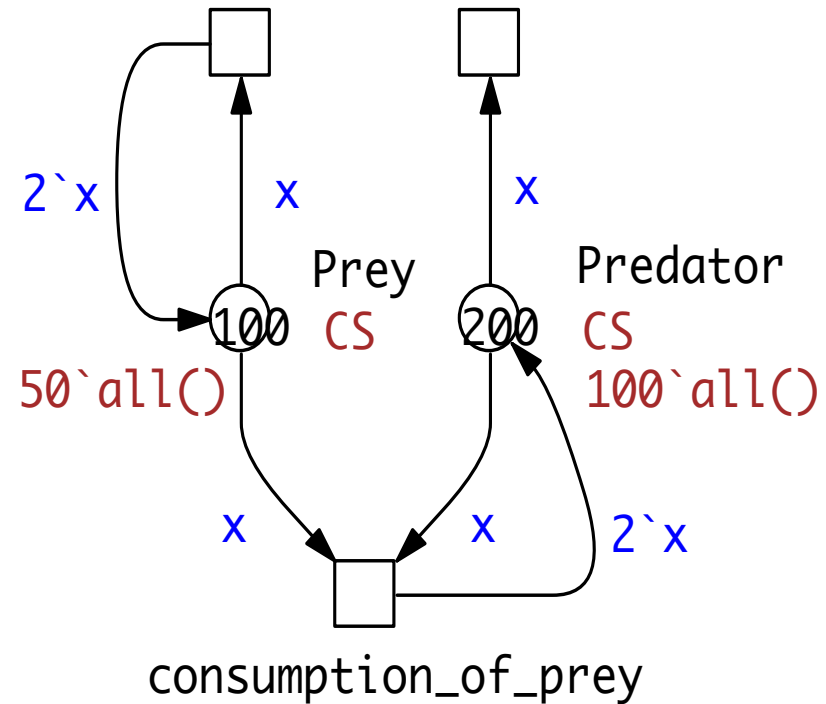 2`x
x
x
Prey
Predator
100
CS
200
CS
50`all()
100`all()
x
x
2`x
consumption_of_prey